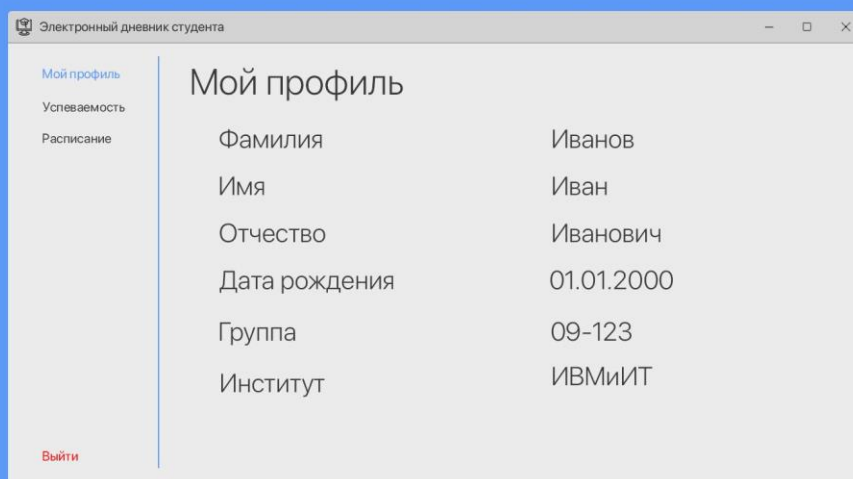 Электронный дневник студента
Мой профиль
Успеваемость
Расписание
Выйти
Мой профиль
Фамилия Иванов
Имя Иван
Отчество Иванович
Дата рождения 01.01.2000
Группа 09-123
Институт ИВМиИТ